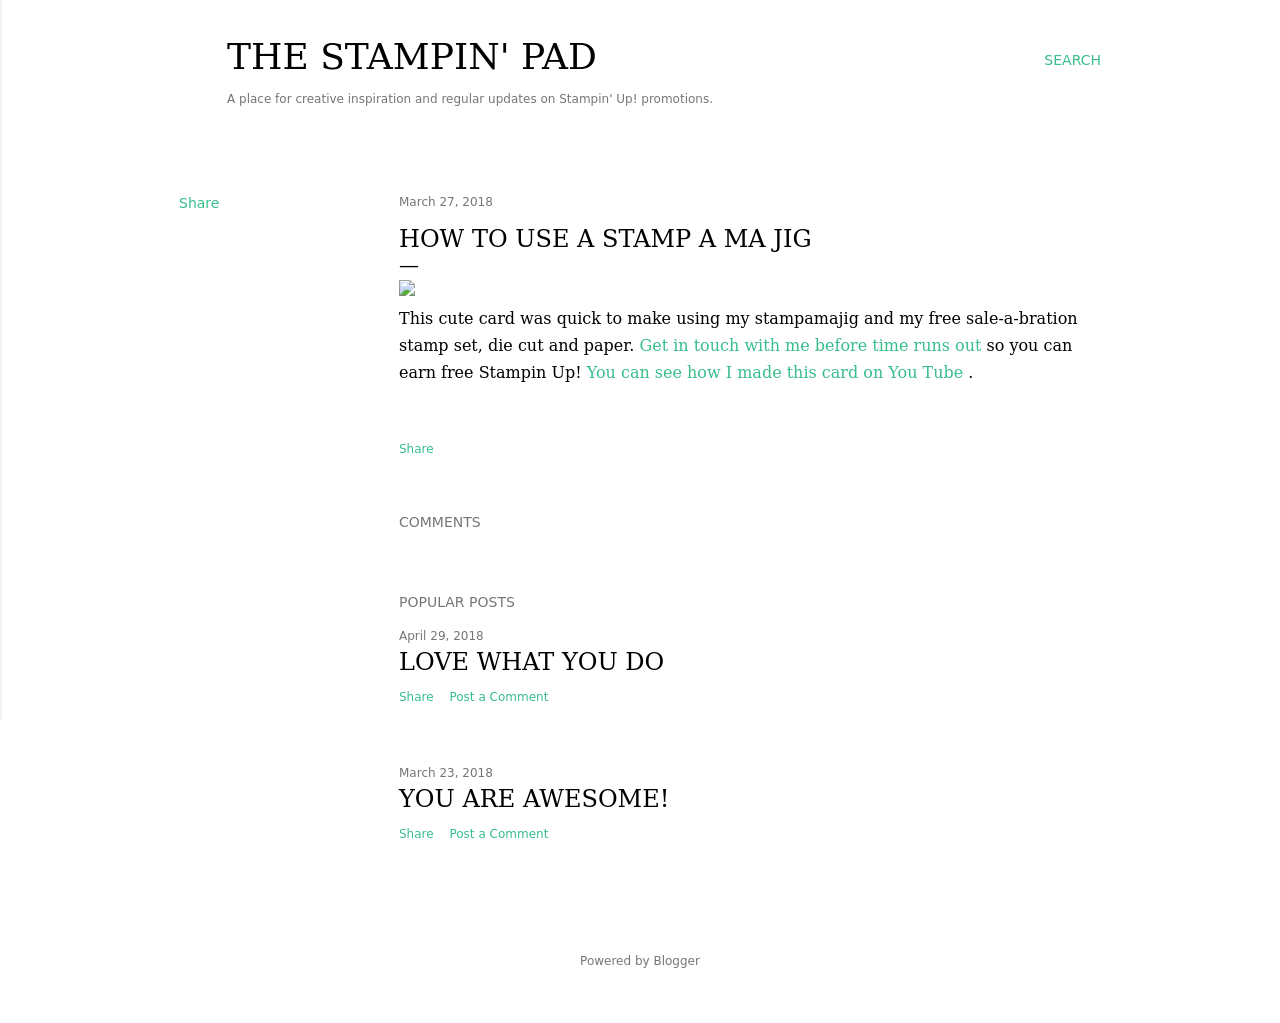 THE STAMPIN' PAD
SEARCH
A place for creative inspiration and regular updates on Stampin' Up! promotions.
Share
March 27, 2018
HOW TO USE A STAMP A MA JIG
This cute card was quick to make using my stampamajig and my free sale-a-bration
stamp set, die cut and paper. Get in touch with me before time runs out so you can
earn free Stampin Up! You can see how I made this card on You Tube .
Share
COMMENTS
POPULAR POSTS
April 29, 2018
LOVE WHAT YOU DO
Share Post a Comment
March 23, 2018
YOU ARE AWESOME!
Share Post a Comment
Powered by Blogger